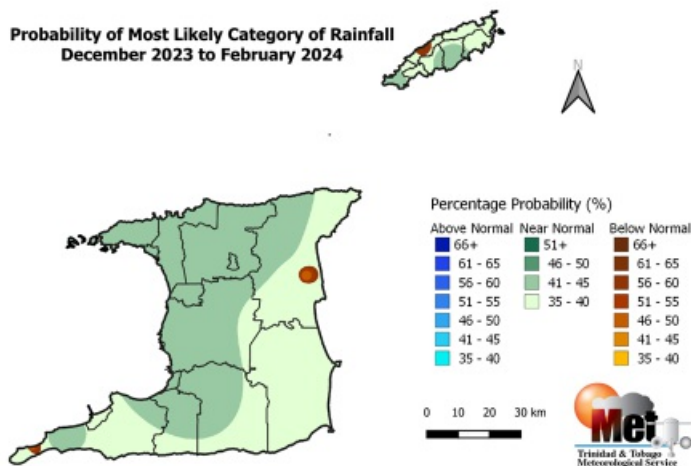 Probability of Most Likely Category of Rainfall
December 2023 to February 2024
N
Percentage Probability (%)
Above Normal Near Normal Below Normal
66+ 51+ 66+
61 - 65 46 - 50 61 - 65
56 - 60 41 - 45 56 - 60
51 - 55 35 - 40 51 - 55
46 - 50 46 - 50
41 - 45 41 - 45
35 - 40 35 - 40
0 10 20 30 km
Met
Trinidad & Tobago
Meteorological Service